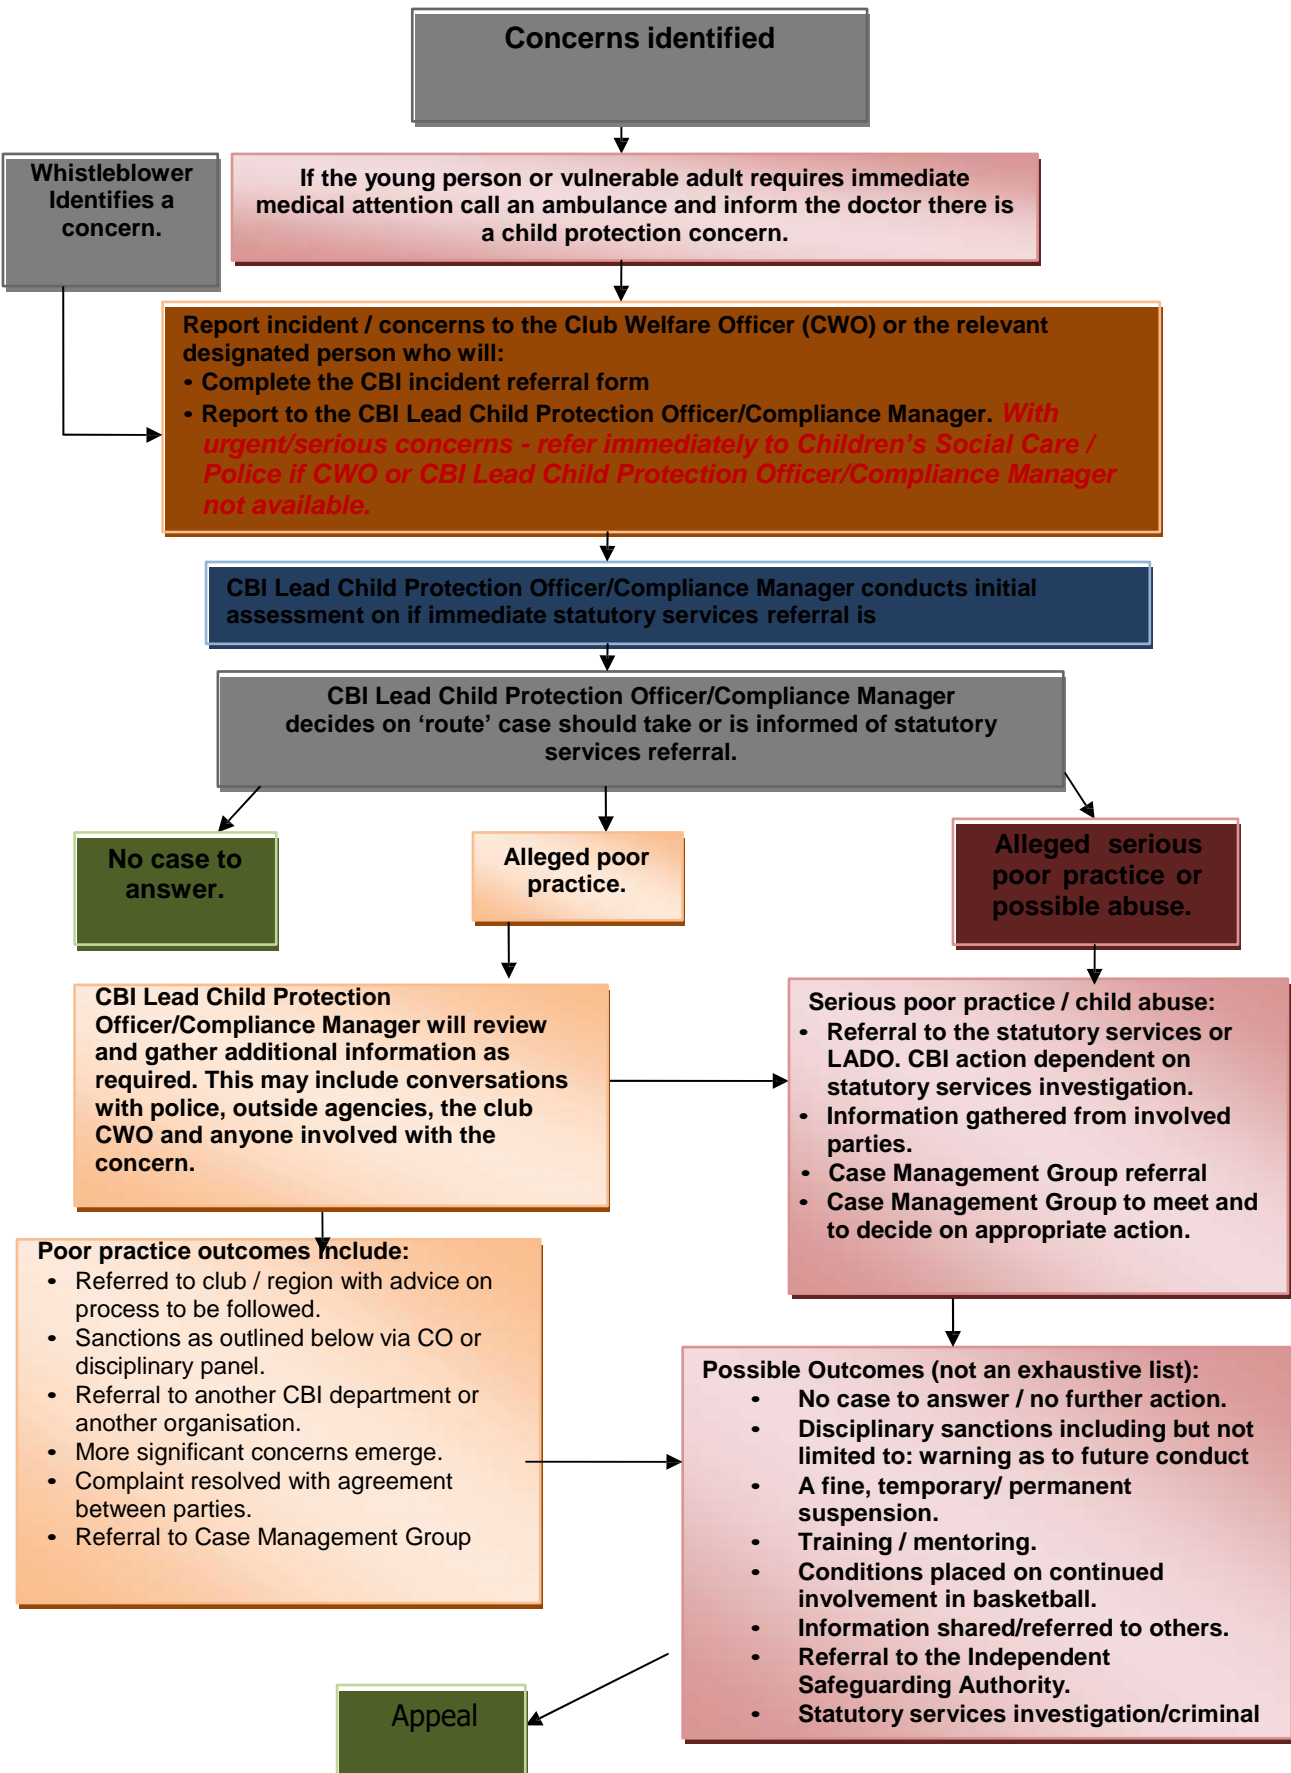 Concerns identified
Whistleblower
Identifies a
concern.
If the young person or vulnerable adult requires immediate
medical attention call an ambulance and inform the doctor there is
a child protection concern.
Report incident / concerns to the Club Welfare Officer (CWO) or the relevant
designated person who will:
• Complete the CBI incident referral form
• Report to the CBI Lead Child Protection Officer/Compliance Manager. With
urgent/serious concerns - refer immediately to Children's Social Care /
Police if CWO or CBI Lead Child Protection Officer/Compliance Manager
not available.
CBI Lead Child Protection Officer/Compliance Manager conducts initial
assessment on if immediate statutory services referral is
CBI Lead Child Protection Officer/Compliance Manager
decides on ‘route’ case should take or is informed of statutory
services referral.
No case to
answer.
Alleged poor
practice.
Alleged serious
poor practice or
possible abuse.
CBI Lead Child Protection
Officer/Compliance Manager will review
and gather additional information as
required. This may include conversations
with police, outside agencies, the club
CWO and anyone involved with the
concern.
Serious poor practice / child abuse:
• Referral to the statutory services or
LADO. CBI action dependent on
statutory services investigation.
• Information gathered from involved
parties.
• Case Management Group referral
• Case Management Group to meet and
to decide on appropriate action.
Poor practice outcomes include:
• Referred to club / region with advice on
process to be followed.
• Sanctions as outlined below via CO or
disciplinary panel.
• Referral to another CBI department or
another organisation.
• More significant concerns emerge.
• Complaint resolved with agreement
between parties.
• Referral to Case Management Group
Possible Outcomes (not an exhaustive list):
• No case to answer / no further action.
• Disciplinary sanctions including but not
limited to: warning as to future conduct
• A fine, temporary/ permanent
suspension.
• Training / mentoring.
• Conditions placed on continued
involvement in basketball.
• Information shared/referred to others.
• Referral to the Independent
Safeguarding Authority.
• Statutory services investigation/criminal
Appeal